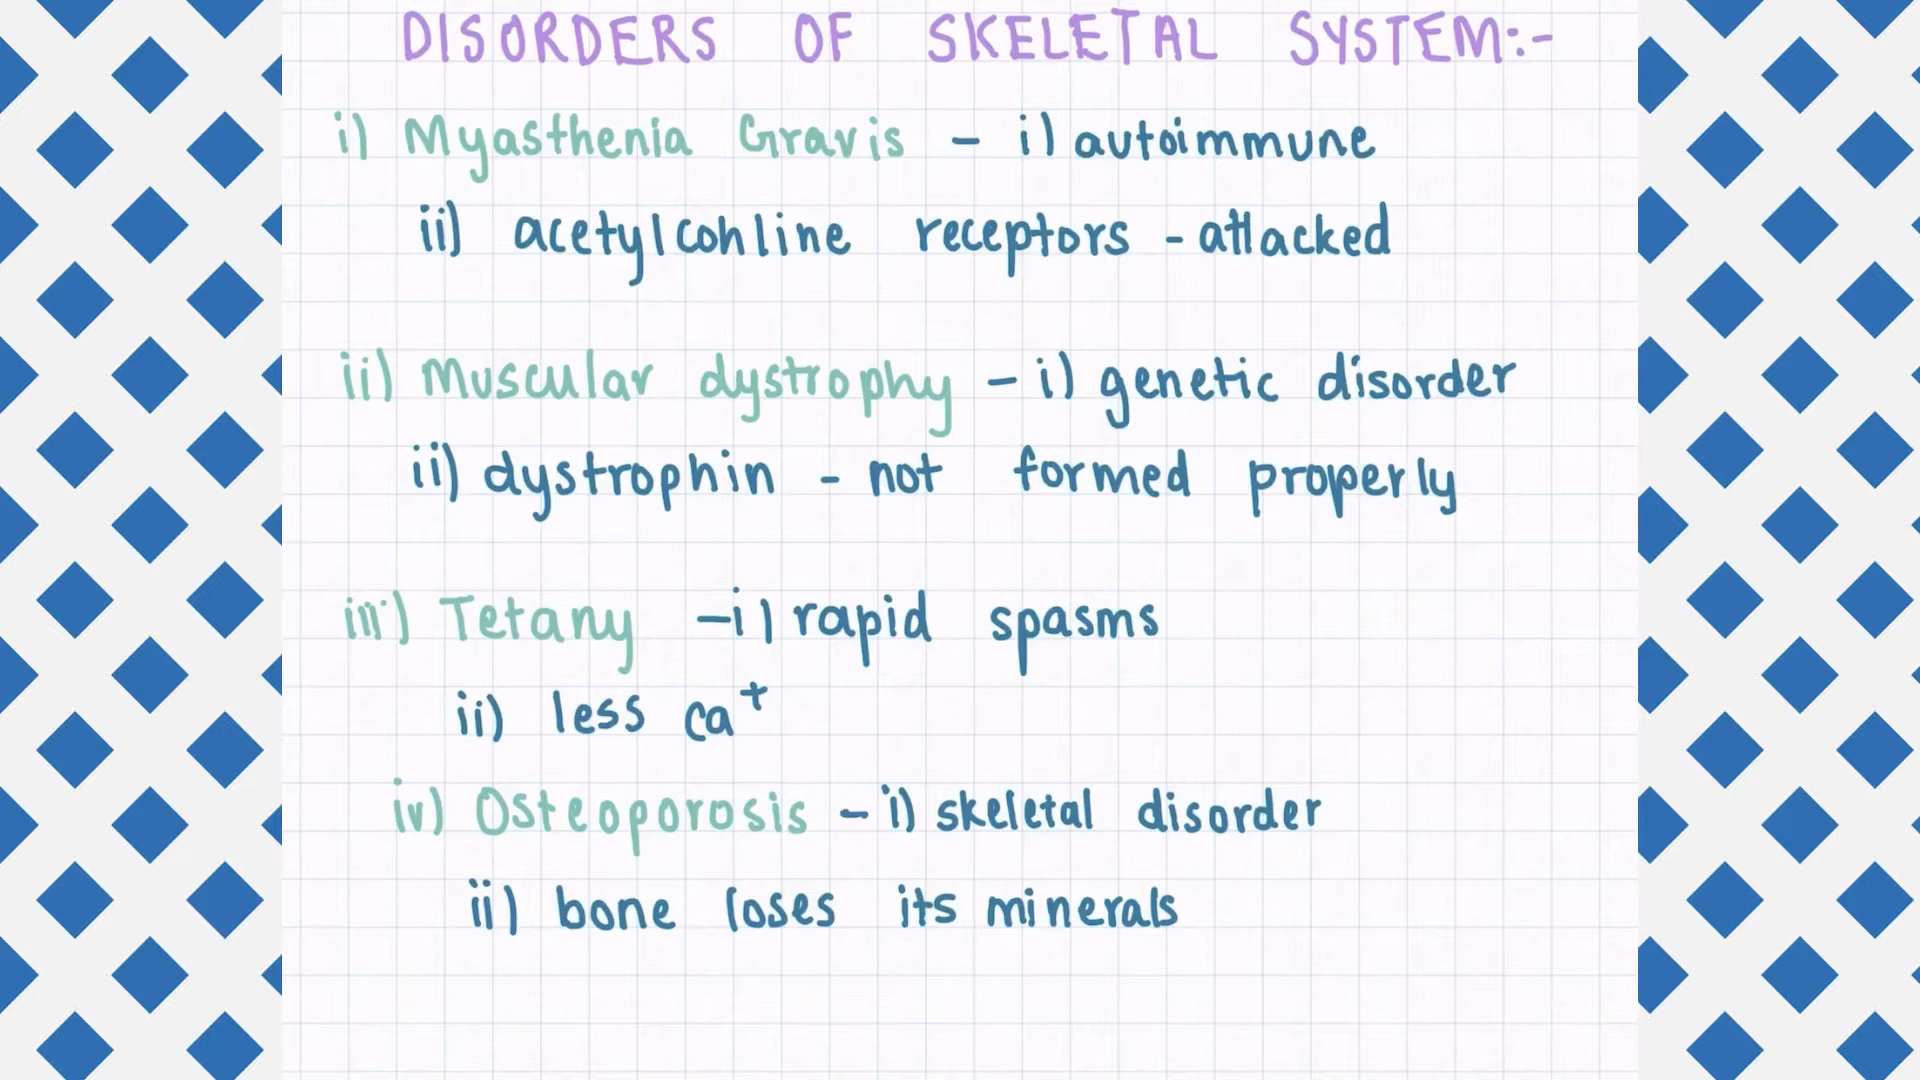 DISORDERS OF SKELETAL SYSTEM:-
i) Myasthenia Gravis - i) autoimmune
ii) acetylcohline receptors - attacked
ii) Muscular dystrophy - i) genetic disorder
ii) dystrophin - not formed properly
iii) Tetany - i) rapid spasms
ii) less ca⁺
iv) Osteoporosis - i) skeletal disorder
ii) bone loses its minerals